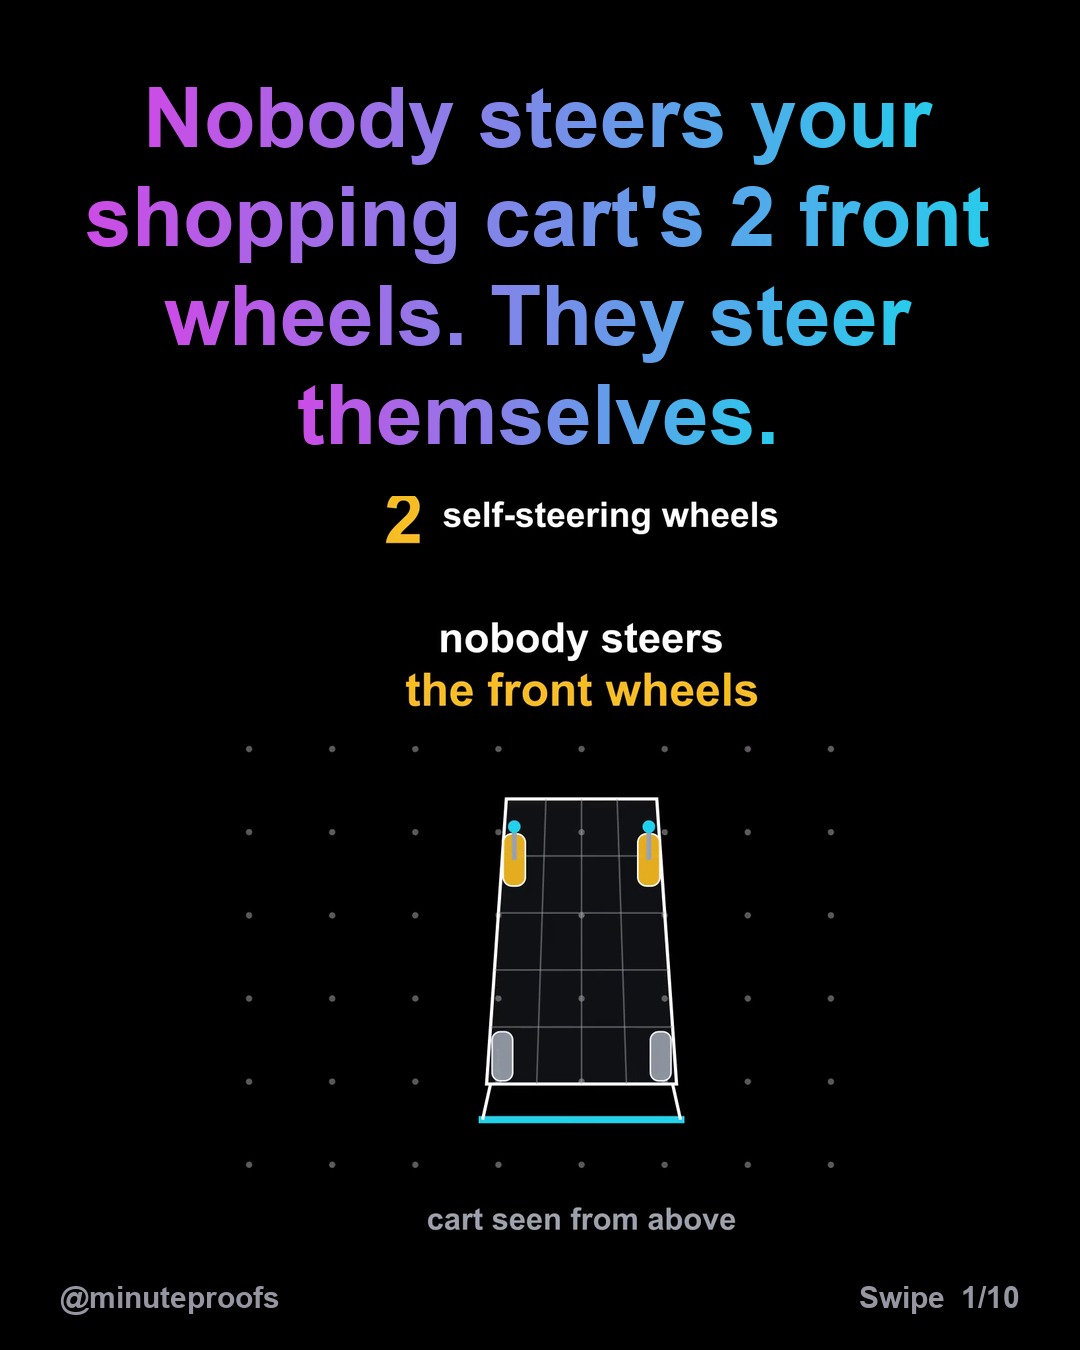 Nobody steers your
shopping cart's 2 front
wheels. They steer
themselves.
2 self-steering wheels
nobody steers
the front wheels
cart seen from above
@minuteproofs
Swipe 1/10